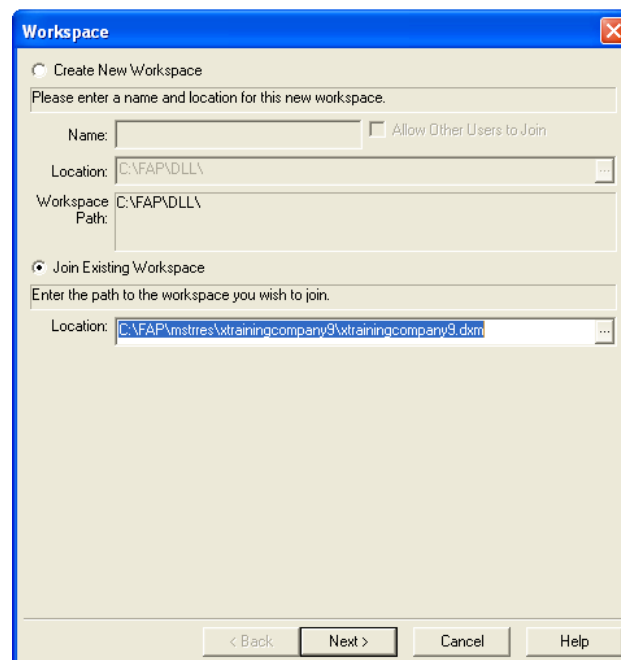 Workspace
Create New Workspace
Please enter a name and location for this new workspace.
Name:
Allow Other Users to Join
Location: C:\FAP\DLL\ ...
Workspace C:\FAP\DLL\
Path:
Join Existing Workspace
Enter the path to the workspace you wish to join.
Location: C:\FAP\mstrres\xtrainingcompany9\xtrainingcompany9.dxm ...
< Back Next > Cancel Help